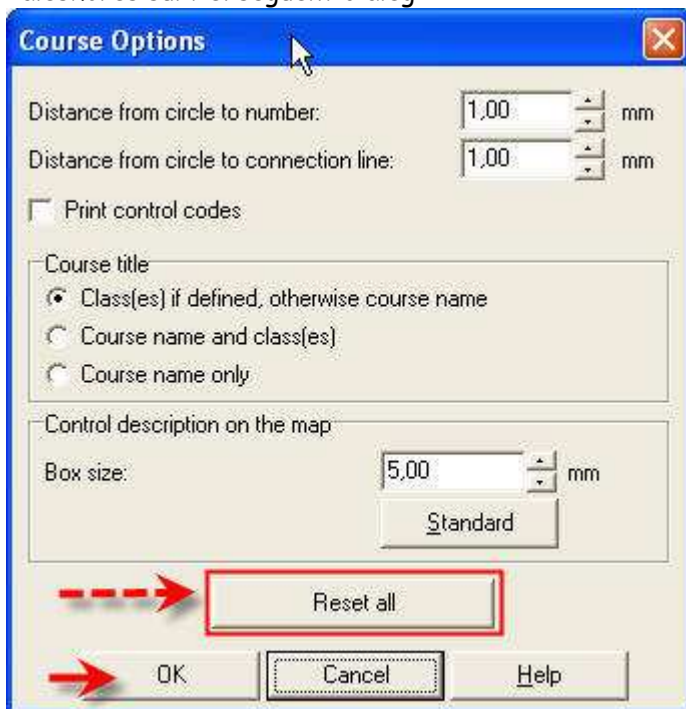 Course Options
Distance from circle to number: 1,00 mm
Distance from circle to connection line: 1,00 mm
Print control codes
Course title
Class(es) if defined, otherwise course name
Course name and class(es)
Course name only
Control description on the map
Box size: 5,00 mm
Standard
Reset all
OK Cancel Help